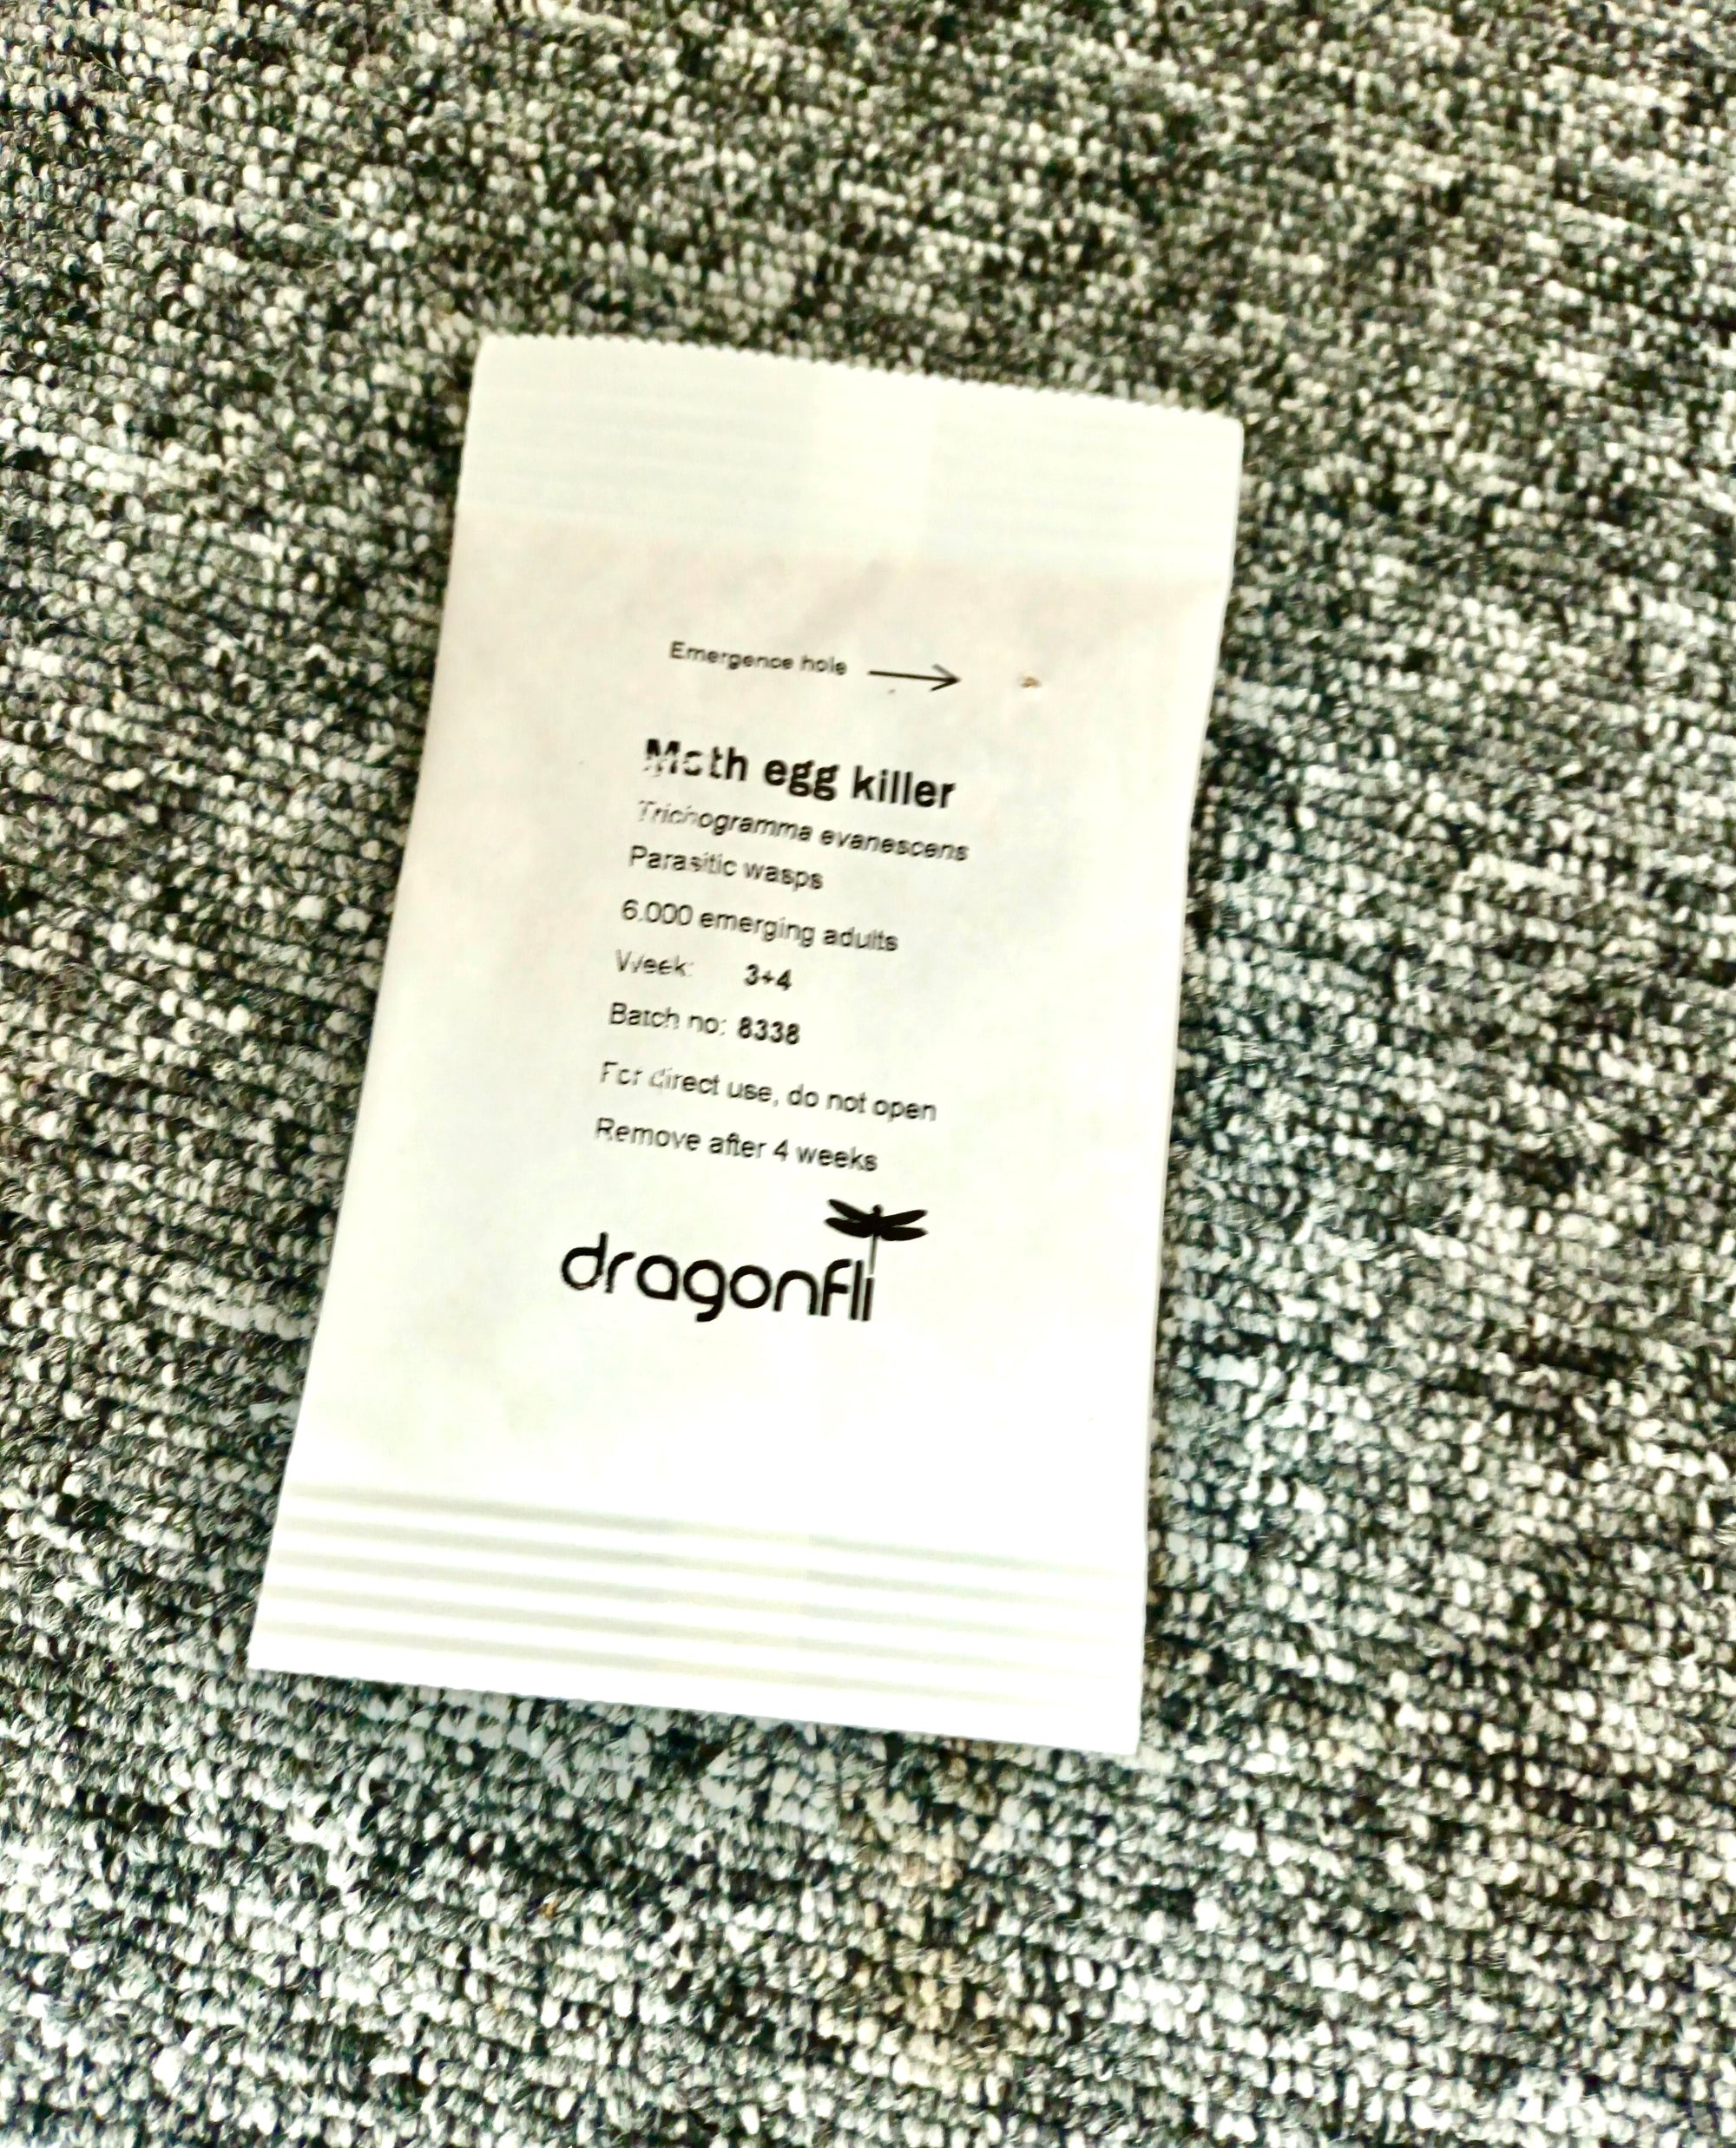 Emergence hole
Moth egg killer
Trichogramma evanescens
Parasitic wasps
6.000 emerging adults
Week: 3+4
Batch no: 8338
For direct use, do not open
Remove after 4 weeks
dragonfli